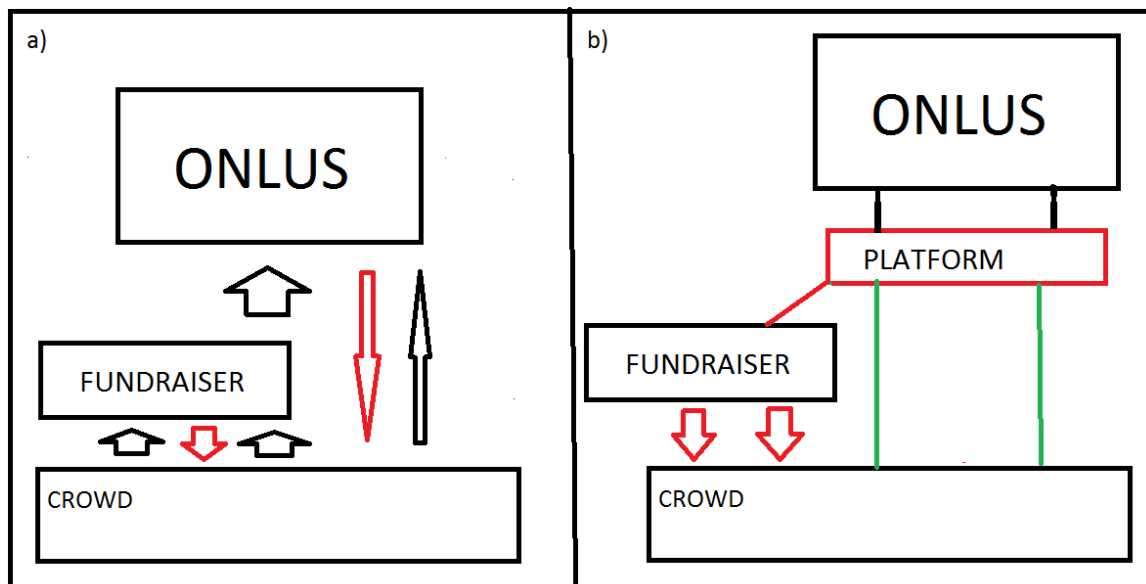 a)
ONLUS
FUNDRAISER
CROWD
b)
ONLUS
PLATFORM
FUNDRAISER
CROWD